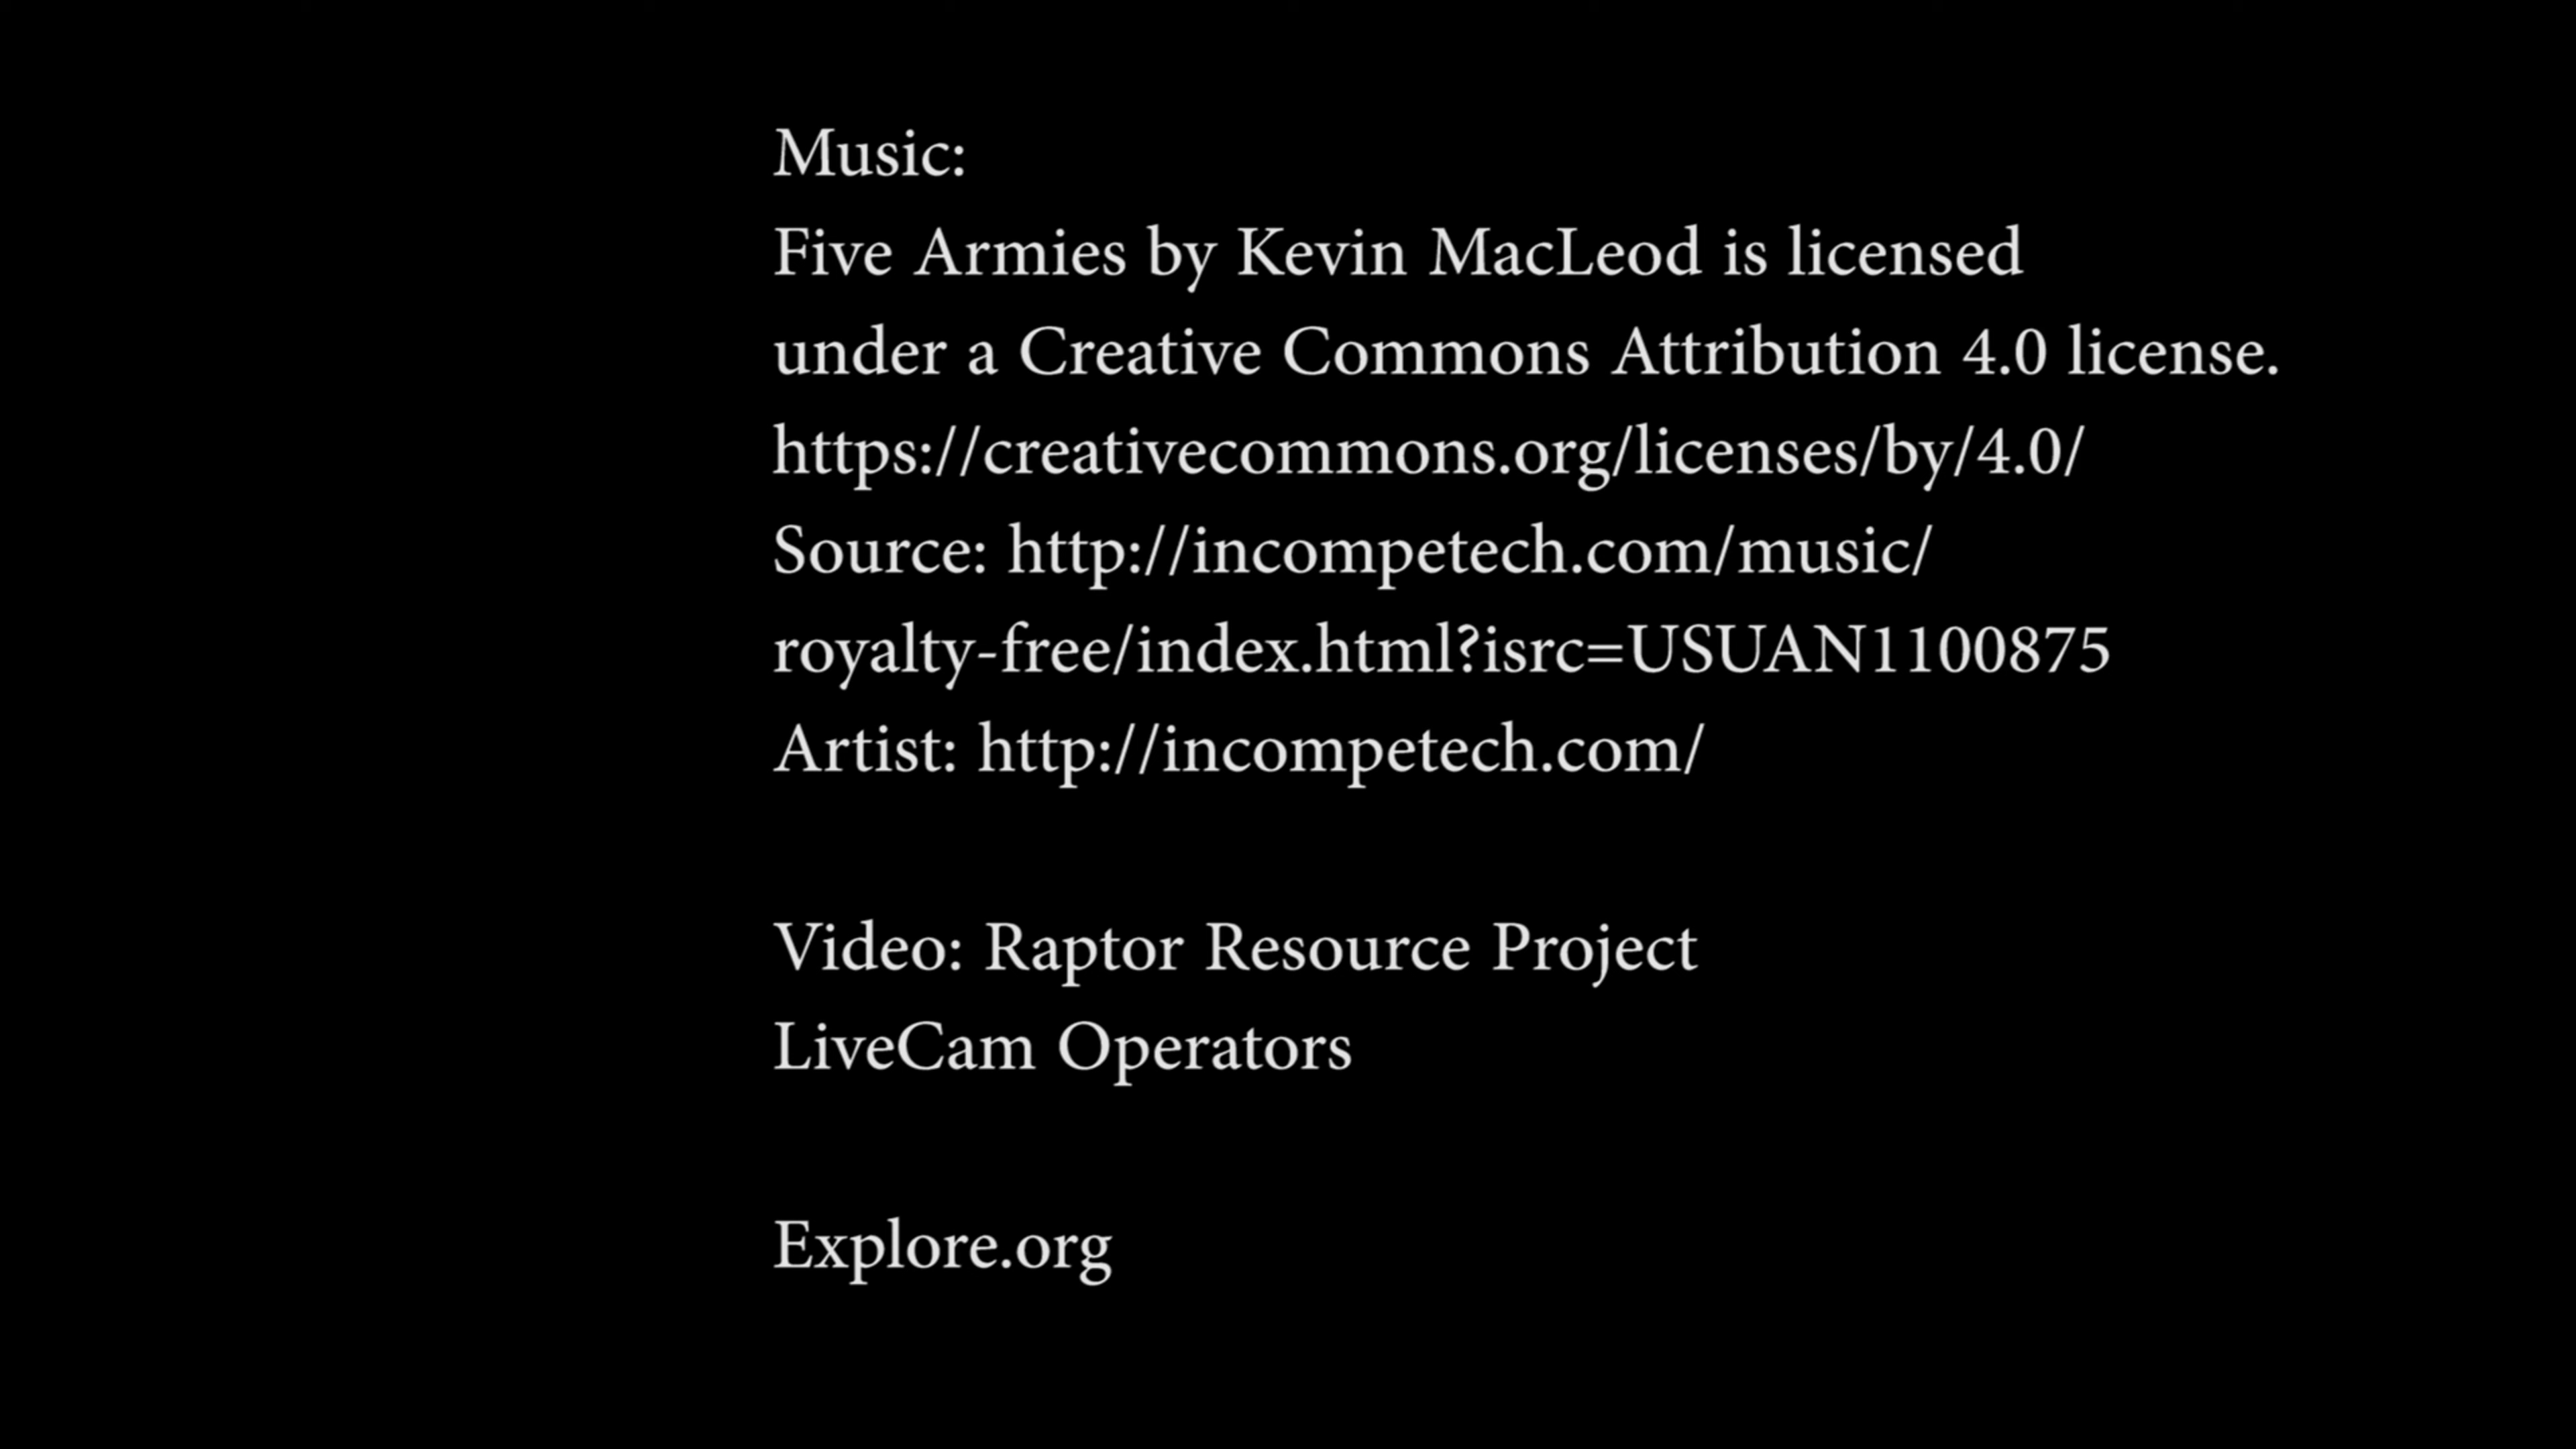 Music:
Five Armies by Kevin MacLeod is licensed
under a Creative Commons Attribution 4.0 license.
https://creativecommons.org/licenses/by/4.0/
Source: http://incompetech.com/music/
royalty-free/index.html?isrc=USUAN1100875
Artist: http://incompetech.com/
Video: Raptor Resource Project
LiveCam Operators
Explore.org